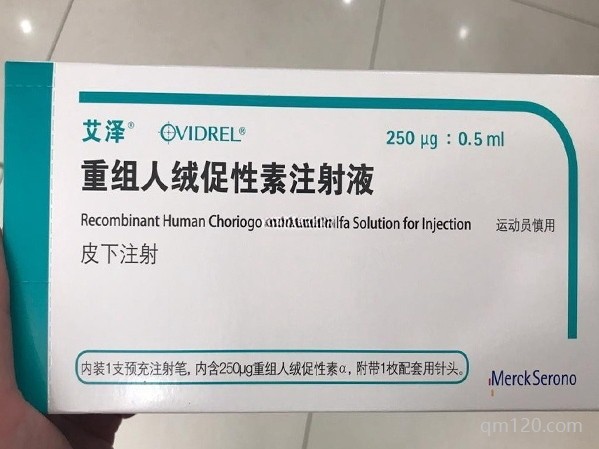 艾泽® OVIDREL® 250 μg : 0.5 ml
重组人绒促性素注射液
Recombinant Human Choriogo Alfa Solution for Injection 运动员慎用
皮下注射
内装1支预充注射笔，内含250μg重组人绒促性素α，附带1枚配套用针头。
MerckSerono
qm120.com